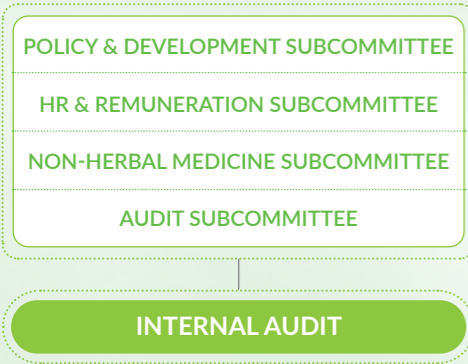 POLICY & DEVELOPMENT SUBCOMMITTEE
HR & REMUNERATION SUBCOMMITTEE
NON-HERBAL MEDICINE SUBCOMMITTEE
AUDIT SUBCOMMITTEE
INTERNAL AUDIT